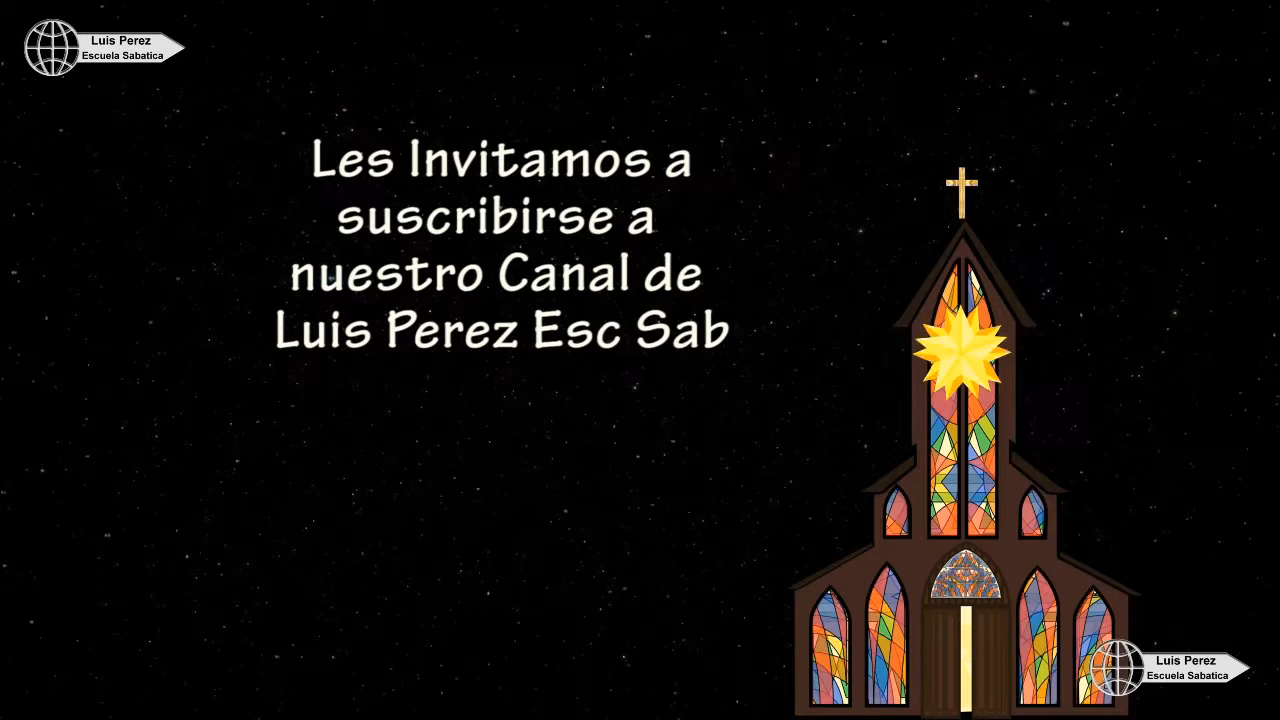 Luis Perez
Escuela Sabatica
Les Invitamos a
suscribirse a
nuestro Canal de
Luis Perez Esc Sab
Luis Perez
Escuela Sabatica